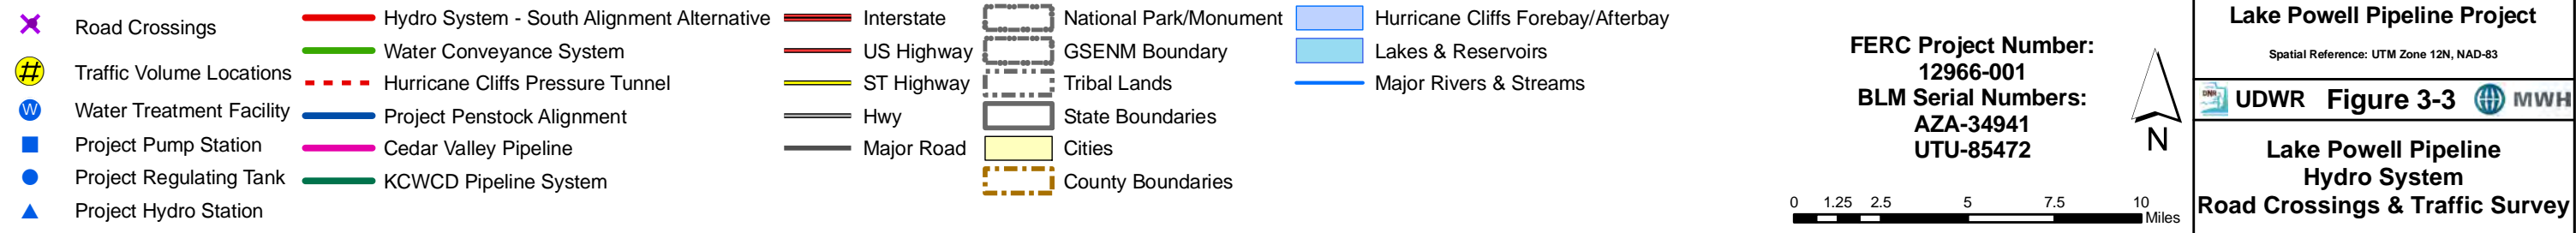 Road Crossings
#
Traffic Volume Locations
W
Water Treatment Facility
Project Pump Station
Project Regulating Tank
Project Hydro Station
Hydro System - South Alignment Alternative
Water Conveyance System
Hurricane Cliffs Pressure Tunnel
Project Penstock Alignment
Cedar Valley Pipeline
KCWCD Pipeline System
Interstate
US Highway
ST Highway
Hwy
Major Road
National Park/Monument
GSENM Boundary
Tribal Lands
State Boundaries
Cities
County Boundaries
Hurricane Cliffs Forebay/Afterbay
Lakes & Reservoirs
Major Rivers & Streams
FERC Project Number:
12966-001
BLM Serial Numbers:
AZA-34941
UTU-85472
N
0 1.25 2.5 5 7.5 10
Miles
Lake Powell Pipeline Project
Spatial Reference: UTM Zone 12N, NAD-83
DNR UDWR Figure 3-3 MWH
Lake Powell Pipeline
Hydro System
Road Crossings & Traffic Survey